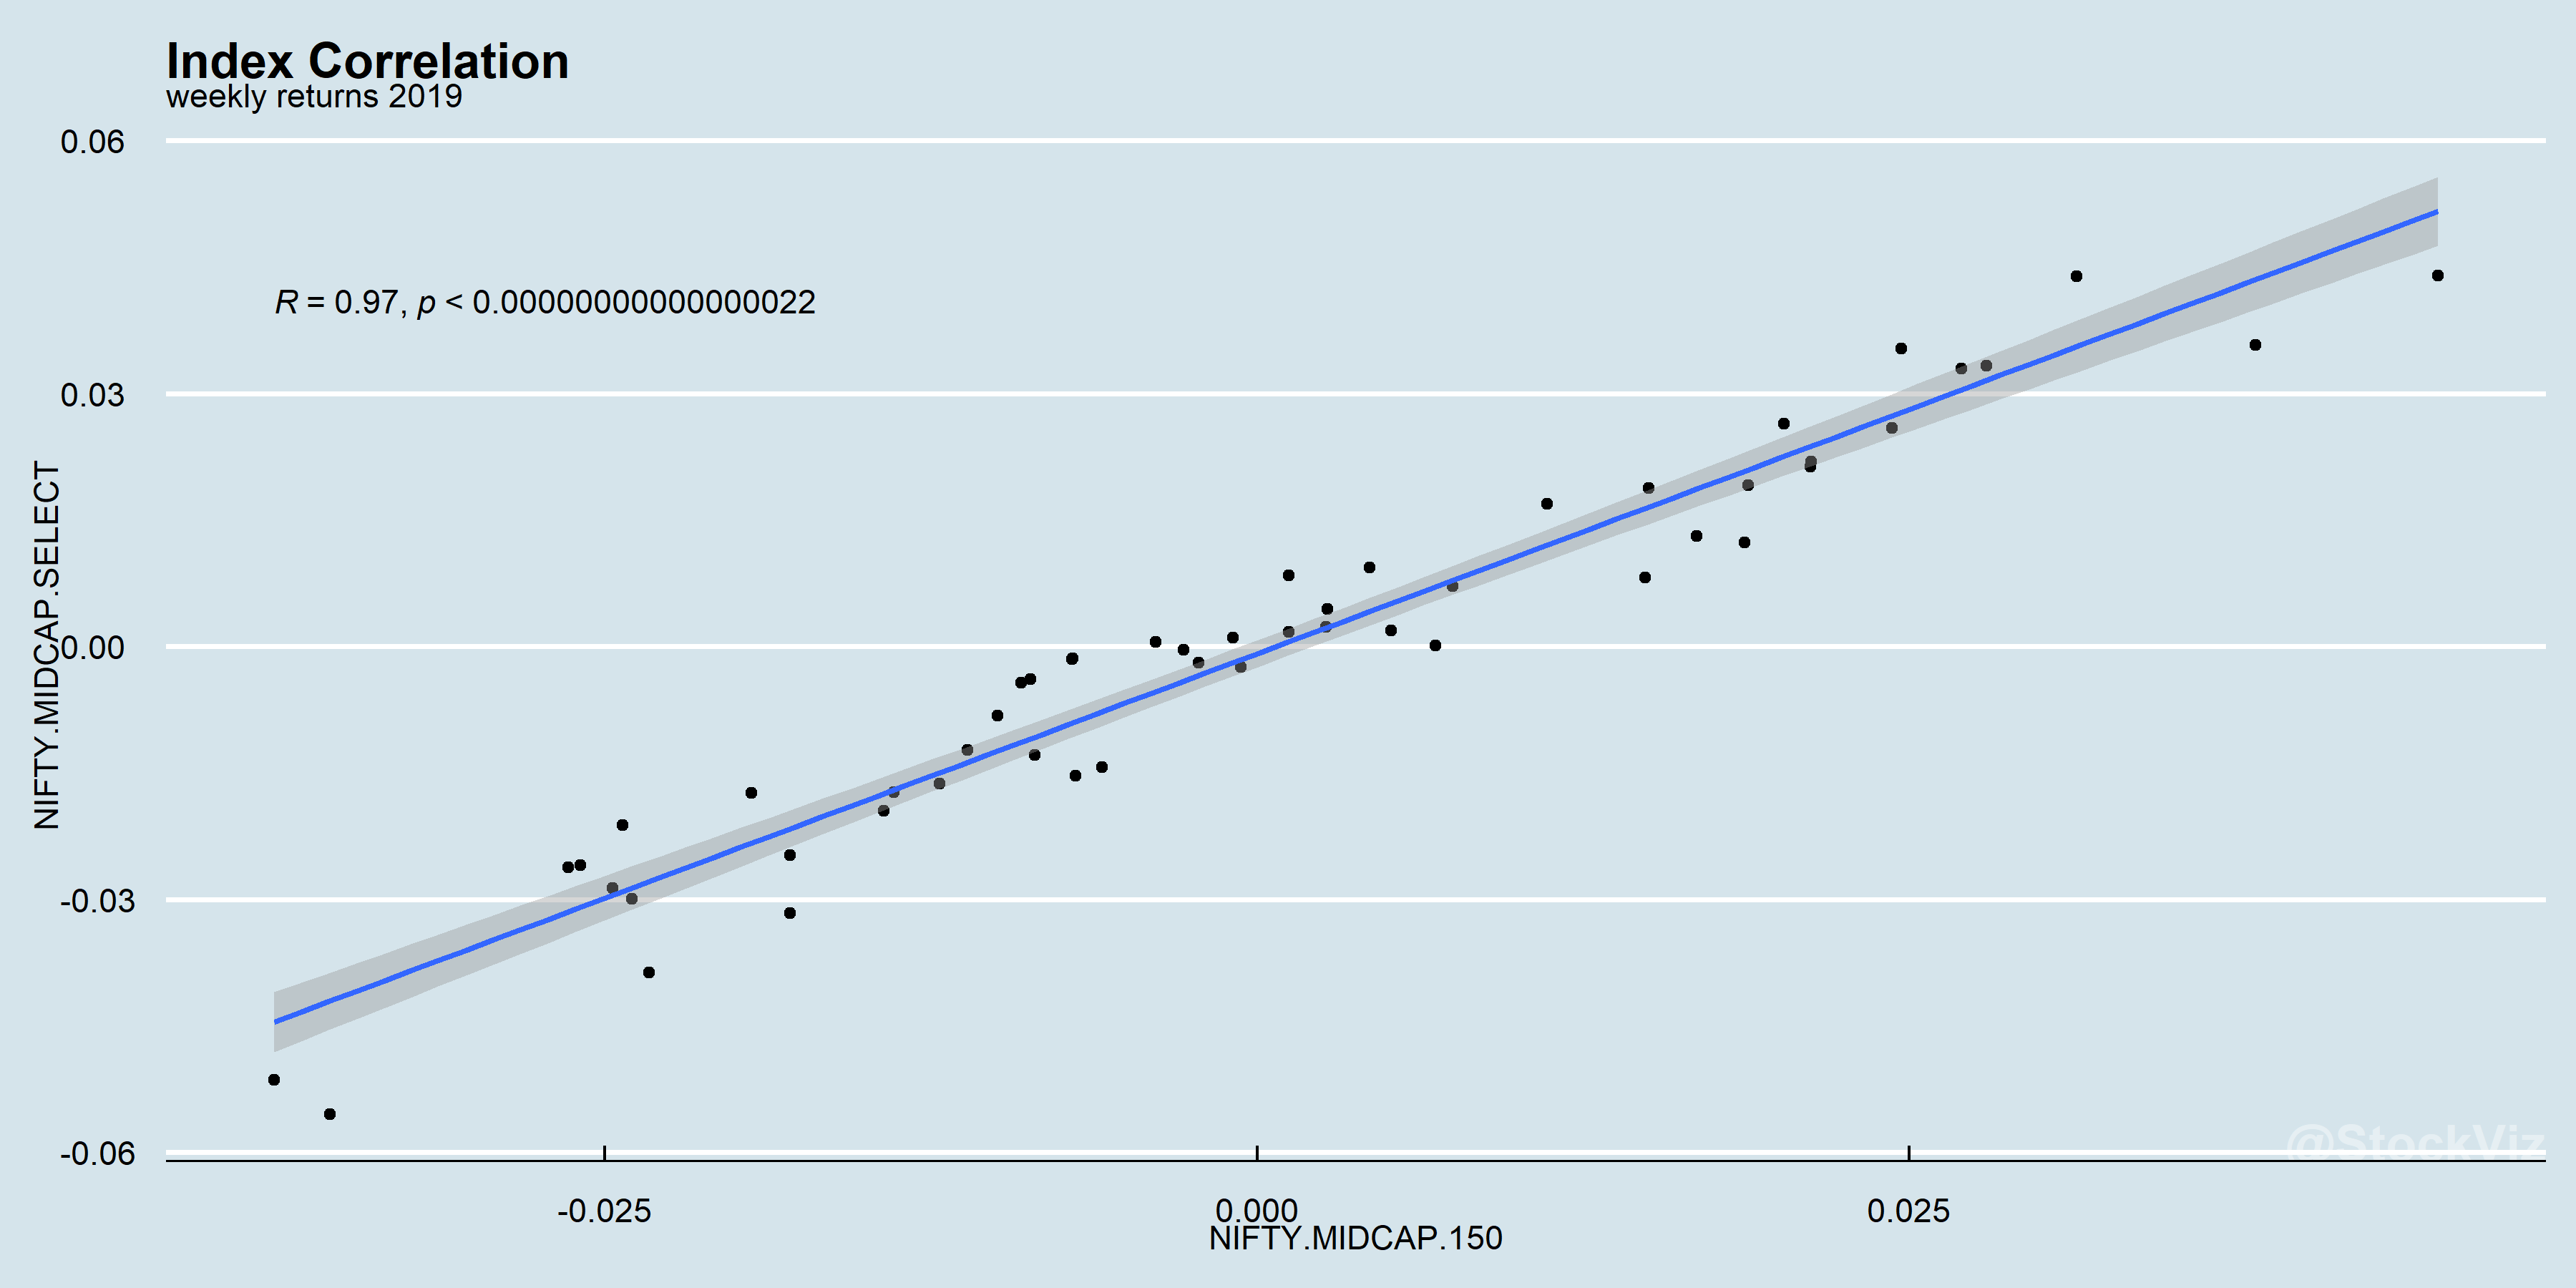 Index Correlation
weekly returns 2019
0.06
R = 0.97, p < 0.00000000000000022
0.03
NIFTY.MIDCAP.SELECT
0.00
-0.03
-0.06
@StockViz
-0.025
0.000
0.025
NIFTY.MIDCAP.150